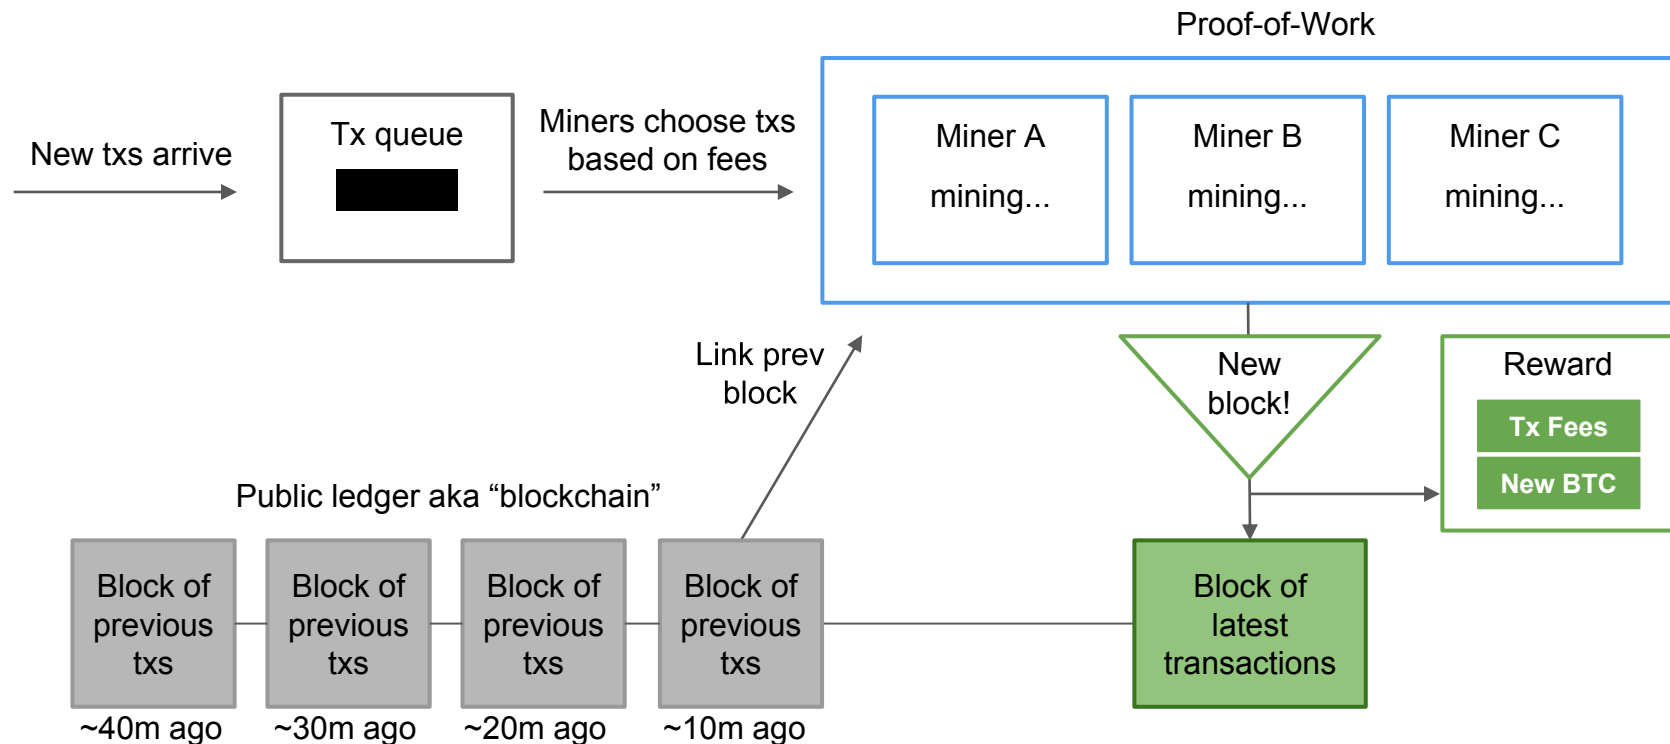 Proof-of-Work
New txs arrive
Tx queue
Miners choose txs
based on fees
Miner A
mining...
Miner B
mining...
Miner C
mining...
Link prev
block
New
block!
Reward
Tx Fees
New BTC
Public ledger aka “blockchain”
Block of
previous
txs
~40m ago
Block of
previous
txs
~30m ago
Block of
previous
txs
~20m ago
Block of
previous
txs
~10m ago
Block of
latest
transactions